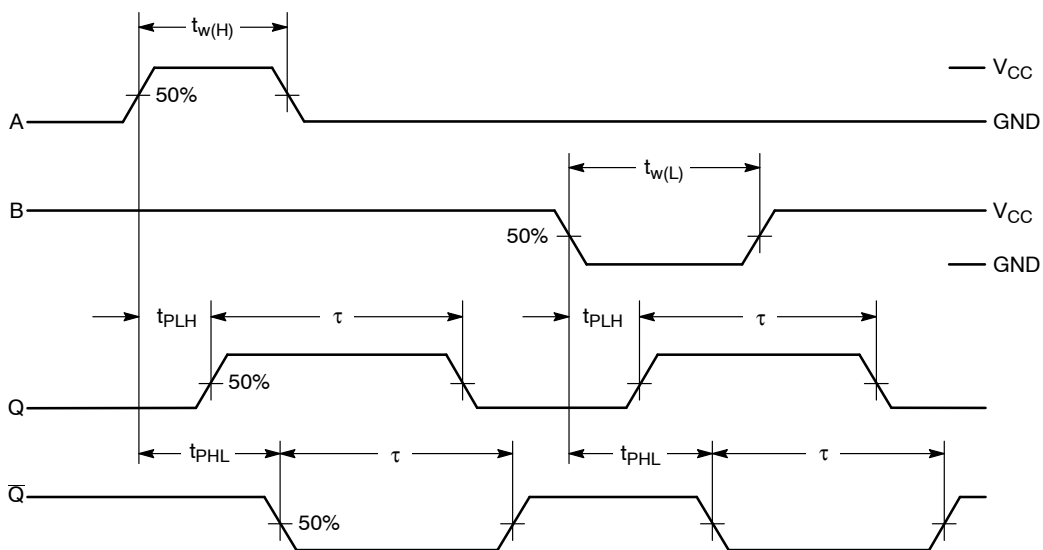 tw(H)
VCC
50%
A GND
tw(L)
B VCC
50%
GND
tPLH τ tPLH τ
50%
Q
tPHL τ tPHL τ
Q̅
50%